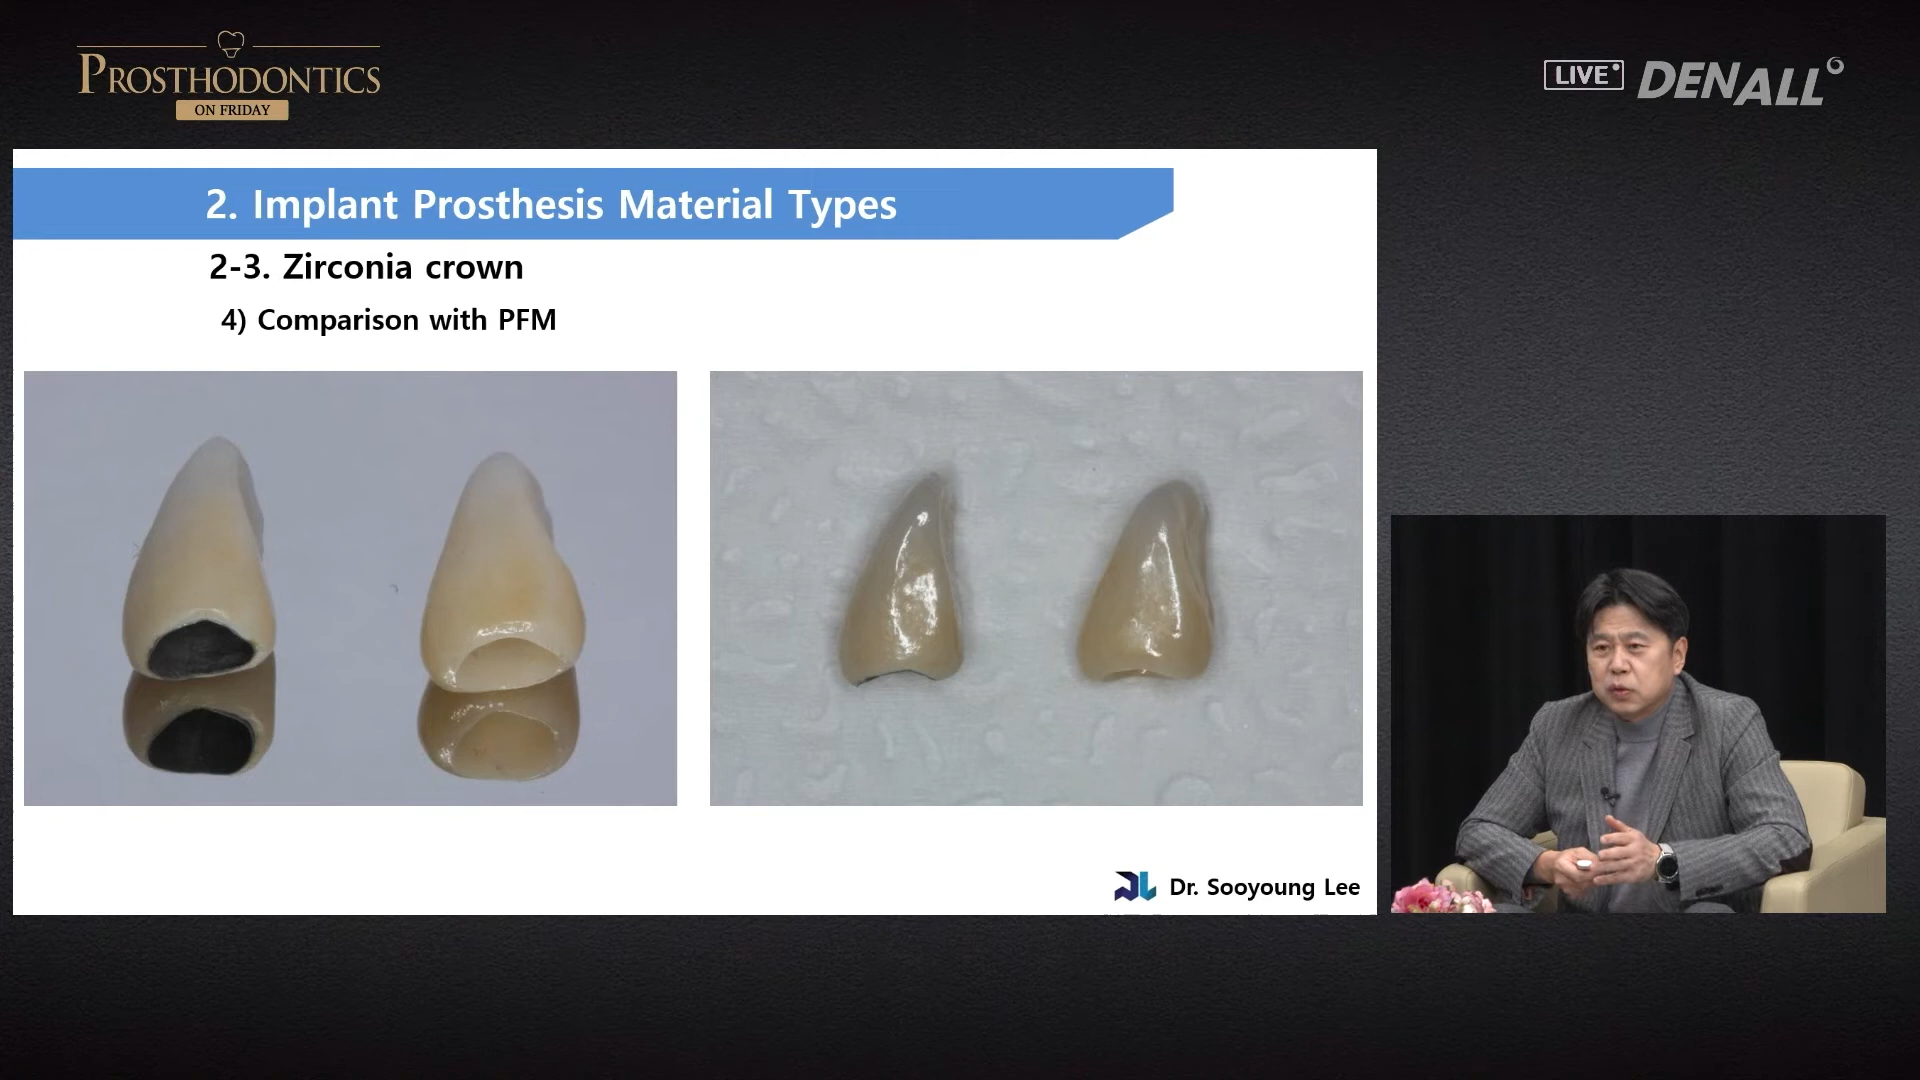 PROSTHODONTICS
ON FRIDAY
LIVE
DENALL
2. Implant Prosthesis Material Types
2-3. Zirconia crown
4) Comparison with PFM
Dr. Sooyoung Lee